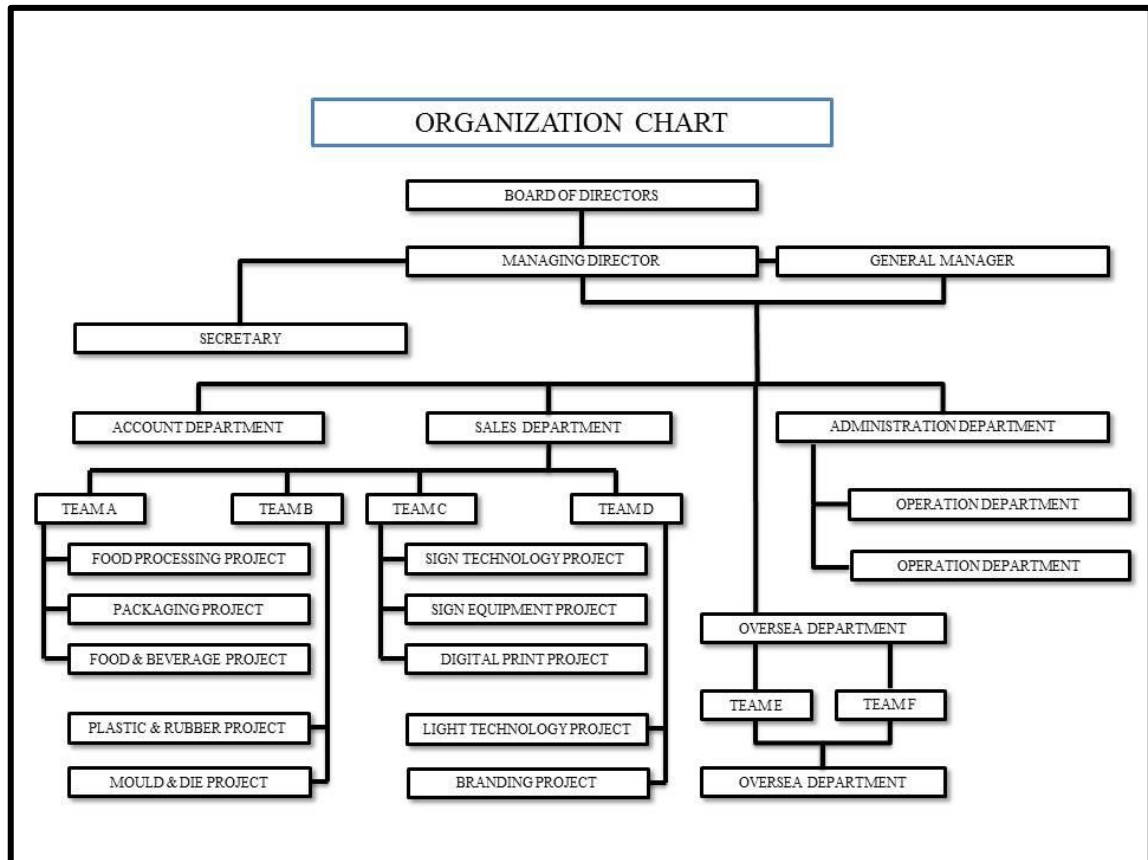 ORGANIZATION CHART
BOARD OF DIRECTORS
MANAGING DIRECTOR
GENERAL MANAGER
SECRETARY
ACCOUNT DEPARTMENT
SALES DEPARTMENT
ADMINISTRATION DEPARTMENT
TEAM A
TEAM B
TEAM C
TEAM D
OPERATION DEPARTMENT
FOOD PROCESSING PROJECT
SIGN TECHNOLOGY PROJECT
OPERATION DEPARTMENT
PACKAGING PROJECT
SIGN EQUIPMENT PROJECT
OVERSEA DEPARTMENT
FOOD & BEVERAGE PROJECT
DIGITAL PRINT PROJECT
TEAM E
TEAM F
PLASTIC & RUBBER PROJECT
LIGHT TECHNOLOGY PROJECT
MOULD & DIE PROJECT
BRANDING PROJECT
OVERSEA DEPARTMENT